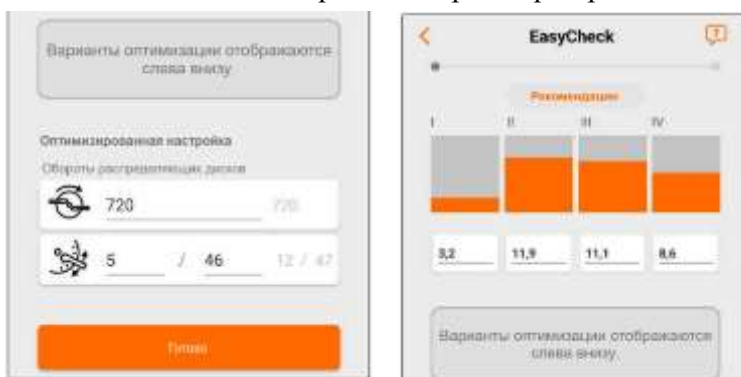 Варианты оптимизации отображаются
слева внизу
Оптимизированная настройка
Обороты распределяющих дисков
720 720
5 / 46 12 / 47
Готово
EasyCheck
?
Рекомендации
I II III IV
3,2 11,9 11,1 8,6
Варианты оптимизации отображаются
слева внизу.